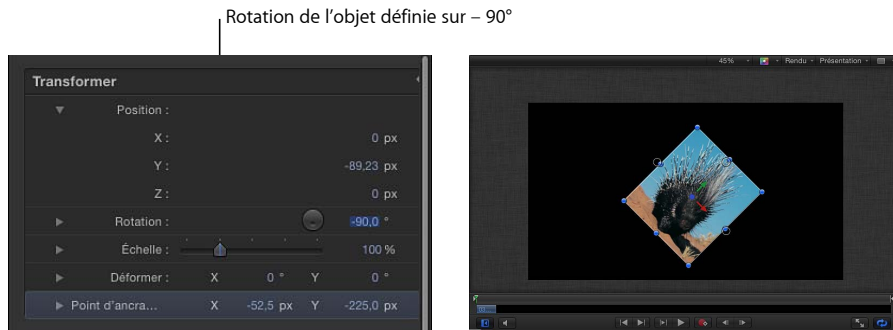 Rotation de l'objet définie sur – 90°
Transformer
Position :
X : 0 px
Y : -89,23 px
Z : 0 px
Rotation : -90,0 °
Échelle : 100 %
Déformer : X 0 ° Y 0 °
Point d'ancra... X -52,5 px Y -225,0 px
45% Rendu Présentation